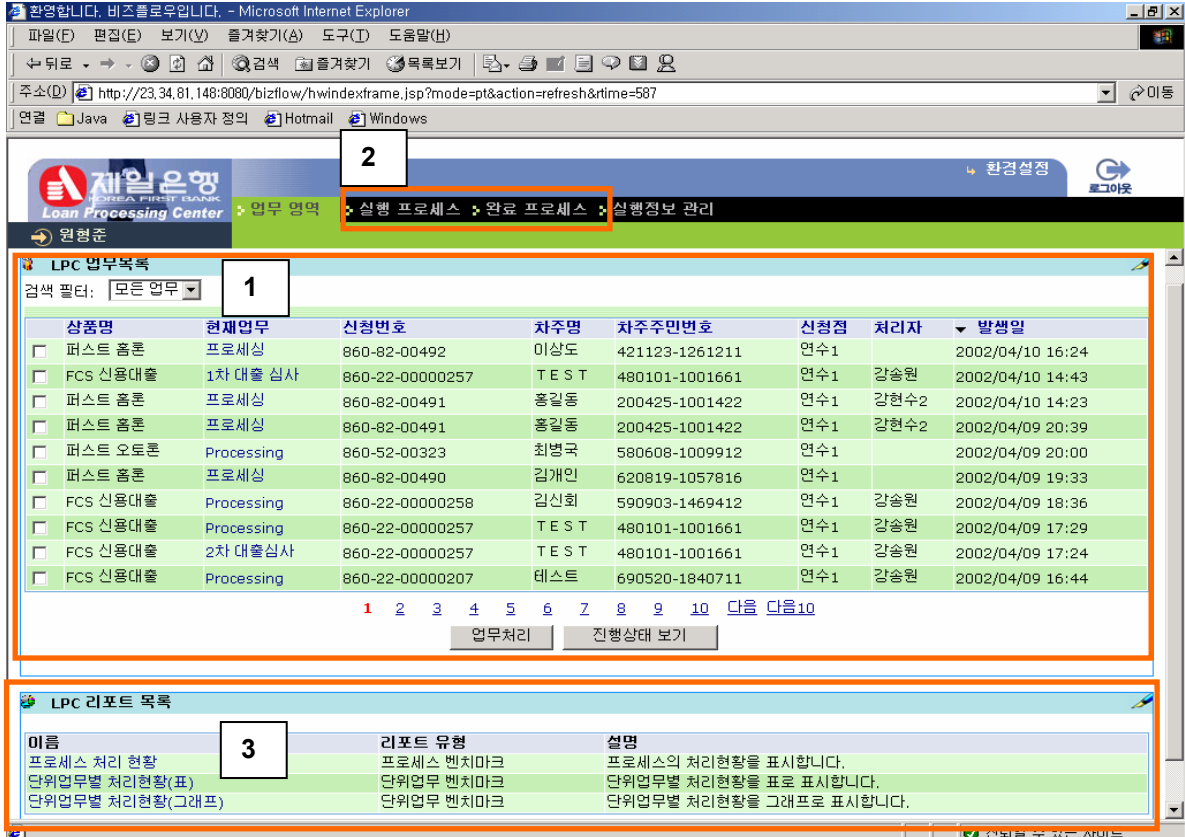 환영합니다. 비즈플로우입니다. - Microsoft Internet Explorer
파일(F) 편집(E) 보기(V) 즐겨찾기(A) 도구(T) 도움말(H)
뒤로 검색 즐겨찾기 목록보기
주소(D) http://23,34,81,148:8080/bizflow/hwindexframe.jsp?mode=pt&action=refresh&rtime=587 이동
연결 Java 링크 사용자 정의 Hotmail Windows
2
제일은행 환경설정
KOREA FIRST BANK 로그아웃
Loan Processing Center 업무 영역 실행 프로세스 완료 프로세스 실행정보 관리
원형준
LPC 업무목록
검색 필터: 모든 업무 1
상품명 현재업무 신청번호 차주명 차주주민번호 신청점 처리자 발생일
퍼스트 홈론 프로세싱 860-82-00492 이상도 421123-1261211 연수1 2002/04/10 16:24
FCS 신용대출 1차 대출 심사 860-22-00000257 T E S T 480101-1001661 연수1 강송원 2002/04/10 14:43
퍼스트 홈론 프로세싱 860-82-00491 홍길동 200425-1001422 연수1 강현수2 2002/04/10 14:23
퍼스트 홈론 프로세싱 860-82-00491 홍길동 200425-1001422 연수1 강현수2 2002/04/09 20:39
퍼스트 오토론 Processing 860-52-00323 최병국 580608-1009912 연수1 2002/04/09 20:00
퍼스트 홈론 프로세싱 860-82-00490 김개인 620819-1057816 연수1 2002/04/09 19:33
FCS 신용대출 Processing 860-22-00000258 김신회 590903-1469412 연수1 강송원 2002/04/09 18:36
FCS 신용대출 Processing 860-22-00000257 T E S T 480101-1001661 연수1 강송원 2002/04/09 17:29
FCS 신용대출 2차 대출심사 860-22-00000257 T E S T 480101-1001661 연수1 강송원 2002/04/09 17:24
FCS 신용대출 Processing 860-22-00000207 테스트 690520-1840711 연수1 강송원 2002/04/09 16:44
1 2 3 4 5 6 7 8 9 10 다음 다음10
업무처리 진행상태 보기
LPC 리포트 목록
3
이름 리포트 유형 설명
프로세스 처리 현황 프로세스 벤치마크 프로세스의 처리현황을 표시합니다.
단위업무별 처리현황(표) 단위업무 벤치마크 단위업무별 처리현황을 표로 표시합니다.
단위업무별 처리현황(그래프) 단위업무 벤치마크 단위업무별 처리현황을 그래프로 표시합니다.